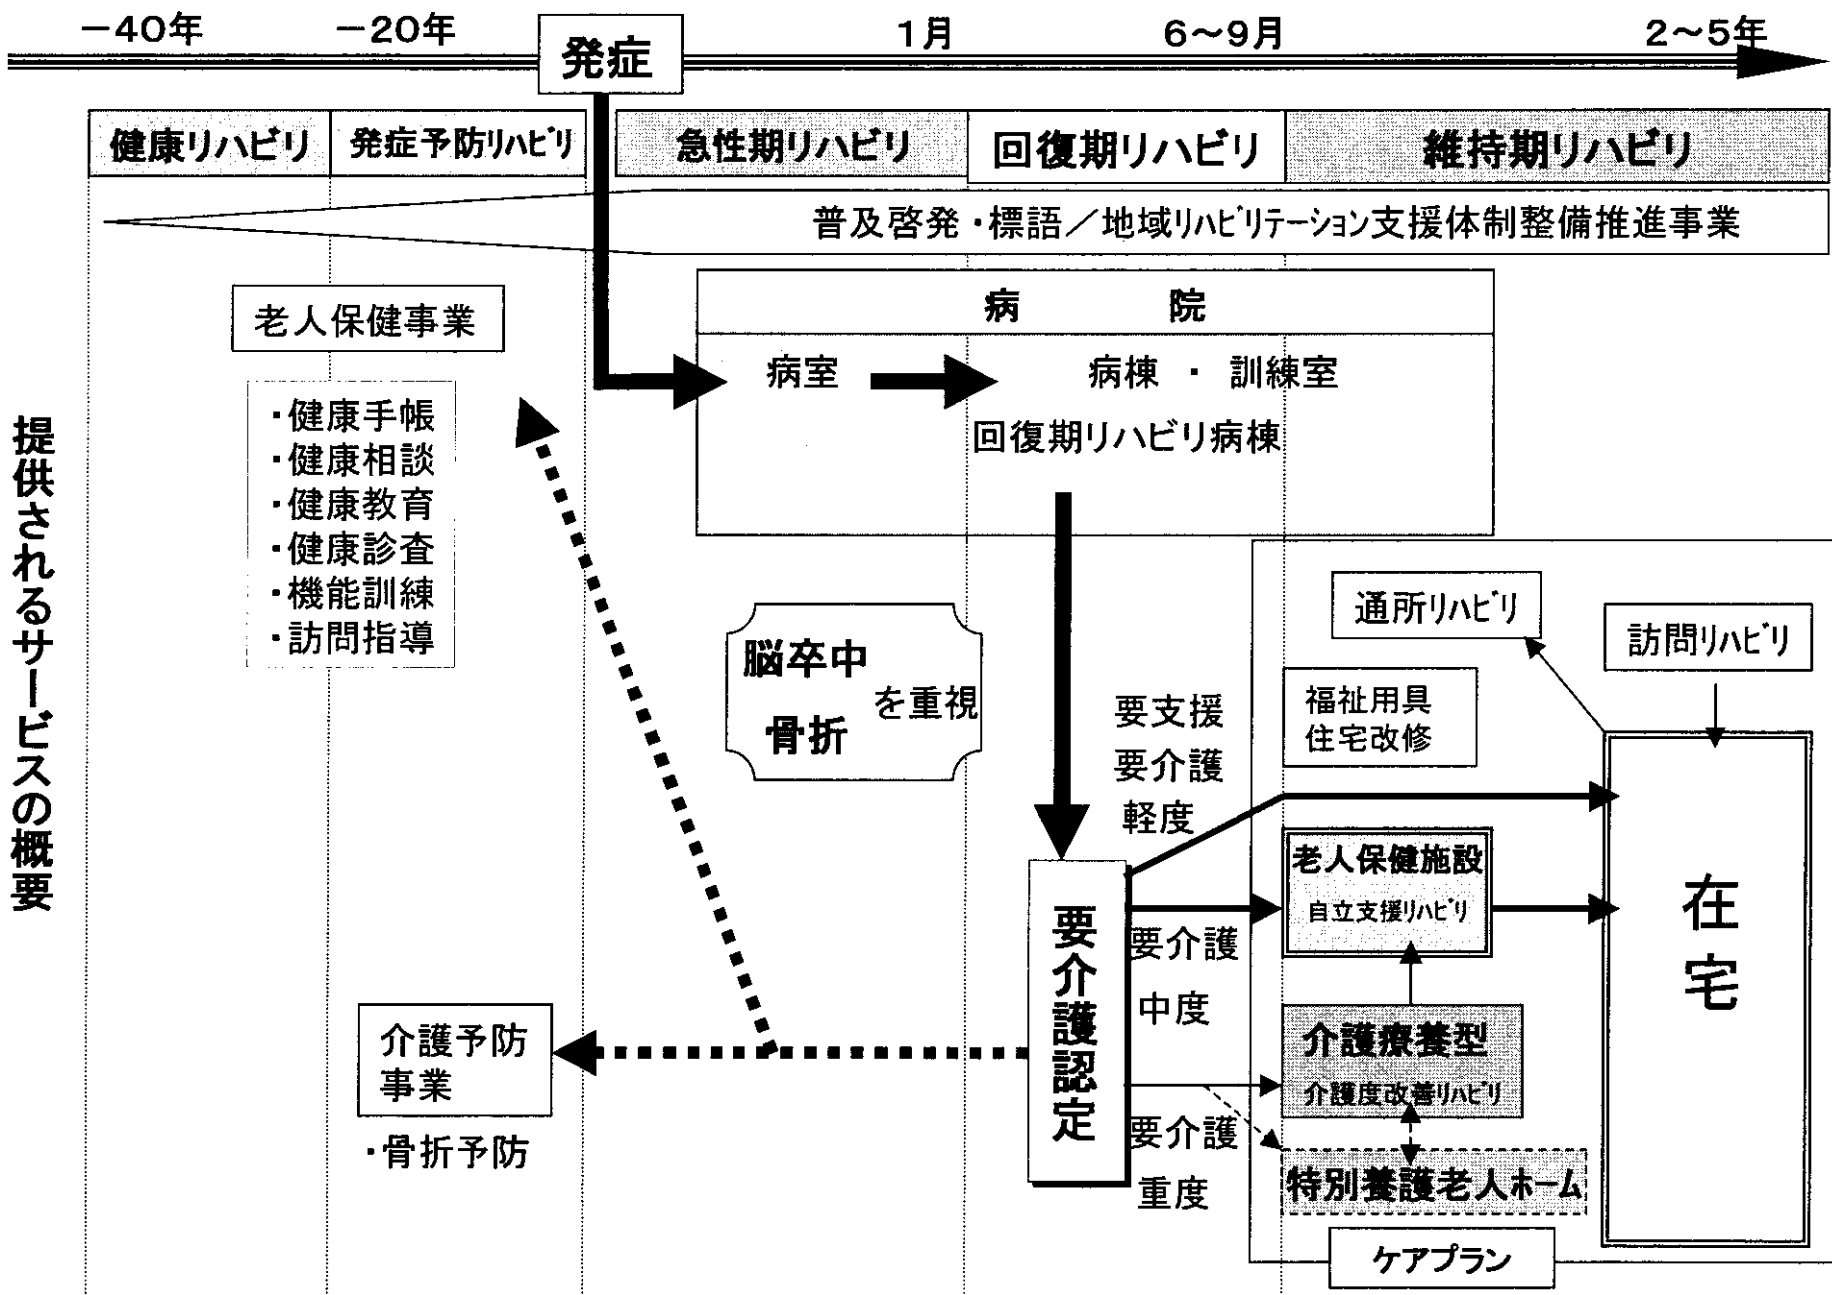 －40年
－20年
発症
1月
6～9月
2～5年
健康リハビリ
発症予防リハビリ
急性期リハビリ
回復期リハビリ
維持期リハビリ
普及啓発・標語／地域リハビリテーション支援体制整備推進事業
提供されるサービスの概要
老人保健事業
・健康手帳
・健康相談
・健康教育
・健康診査
・機能訓練
・訪問指導
病　院
病室
病棟・訓練室
回復期リハビリ病棟
脳卒中
骨折
を重視
要介護認定
介護予防
事業
・骨折予防
要支援
要介護
軽度
要介護
中度
要介護
重度
通所リハビリ
訪問リハビリ
福祉用具
住宅改修
老人保健施設
自立支援リハビリ
介護療養型
介護度改善リハビリ
特別養護老人ホーム
在宅
ケアプラン